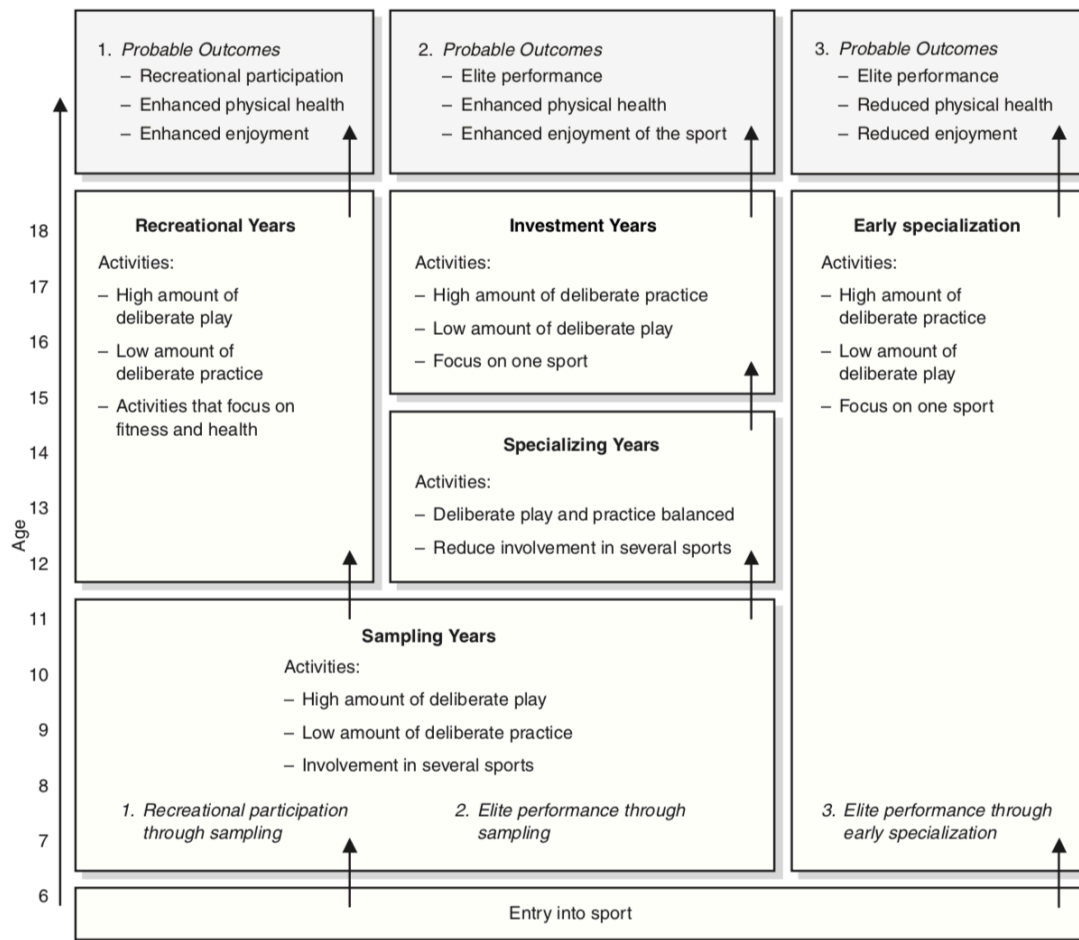 1. Probable Outcomes
– Recreational participation
– Enhanced physical health
– Enhanced enjoyment
2. Probable Outcomes
– Elite performance
– Enhanced physical health
– Enhanced enjoyment of the sport
3. Probable Outcomes
– Elite performance
– Reduced physical health
– Reduced enjoyment
Recreational Years
Activities:
– High amount of
deliberate play
– Low amount of
deliberate practice
– Activities that focus on
fitness and health
Investment Years
Activities:
– High amount of deliberate practice
– Low amount of deliberate play
– Focus on one sport
Specializing Years
Activities:
– Deliberate play and practice balanced
– Reduce involvement in several sports
Early specialization
Activities:
– High amount of
deliberate practice
– Low amount of
deliberate play
– Focus on one sport
Sampling Years
Activities:
– High amount of deliberate play
– Low amount of deliberate practice
– Involvement in several sports
1. Recreational participation
through sampling
2. Elite performance through
sampling
3. Elite performance through
early specialization
Entry into sport
Age
18
17
16
15
14
13
12
11
10
9
8
7
6